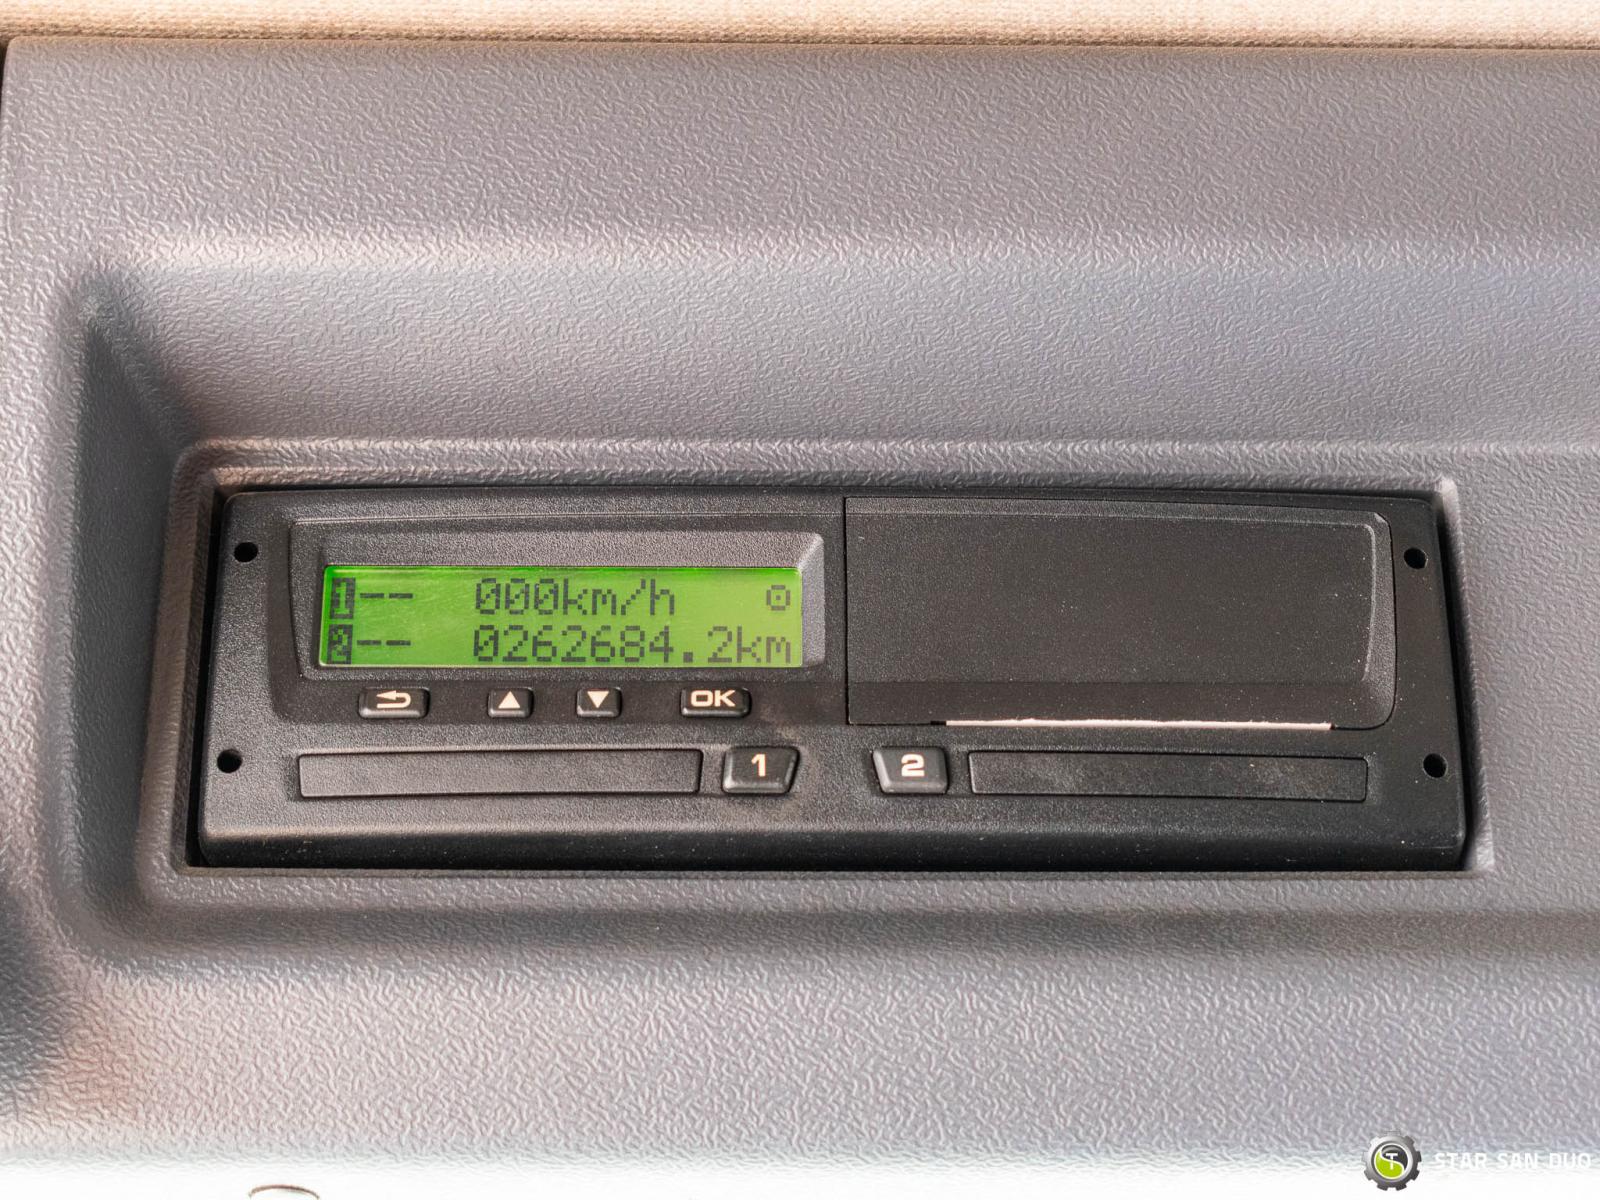 1-- 000km/h
2-- 0262684.2km
OK
1 2
STAR SAN DUO